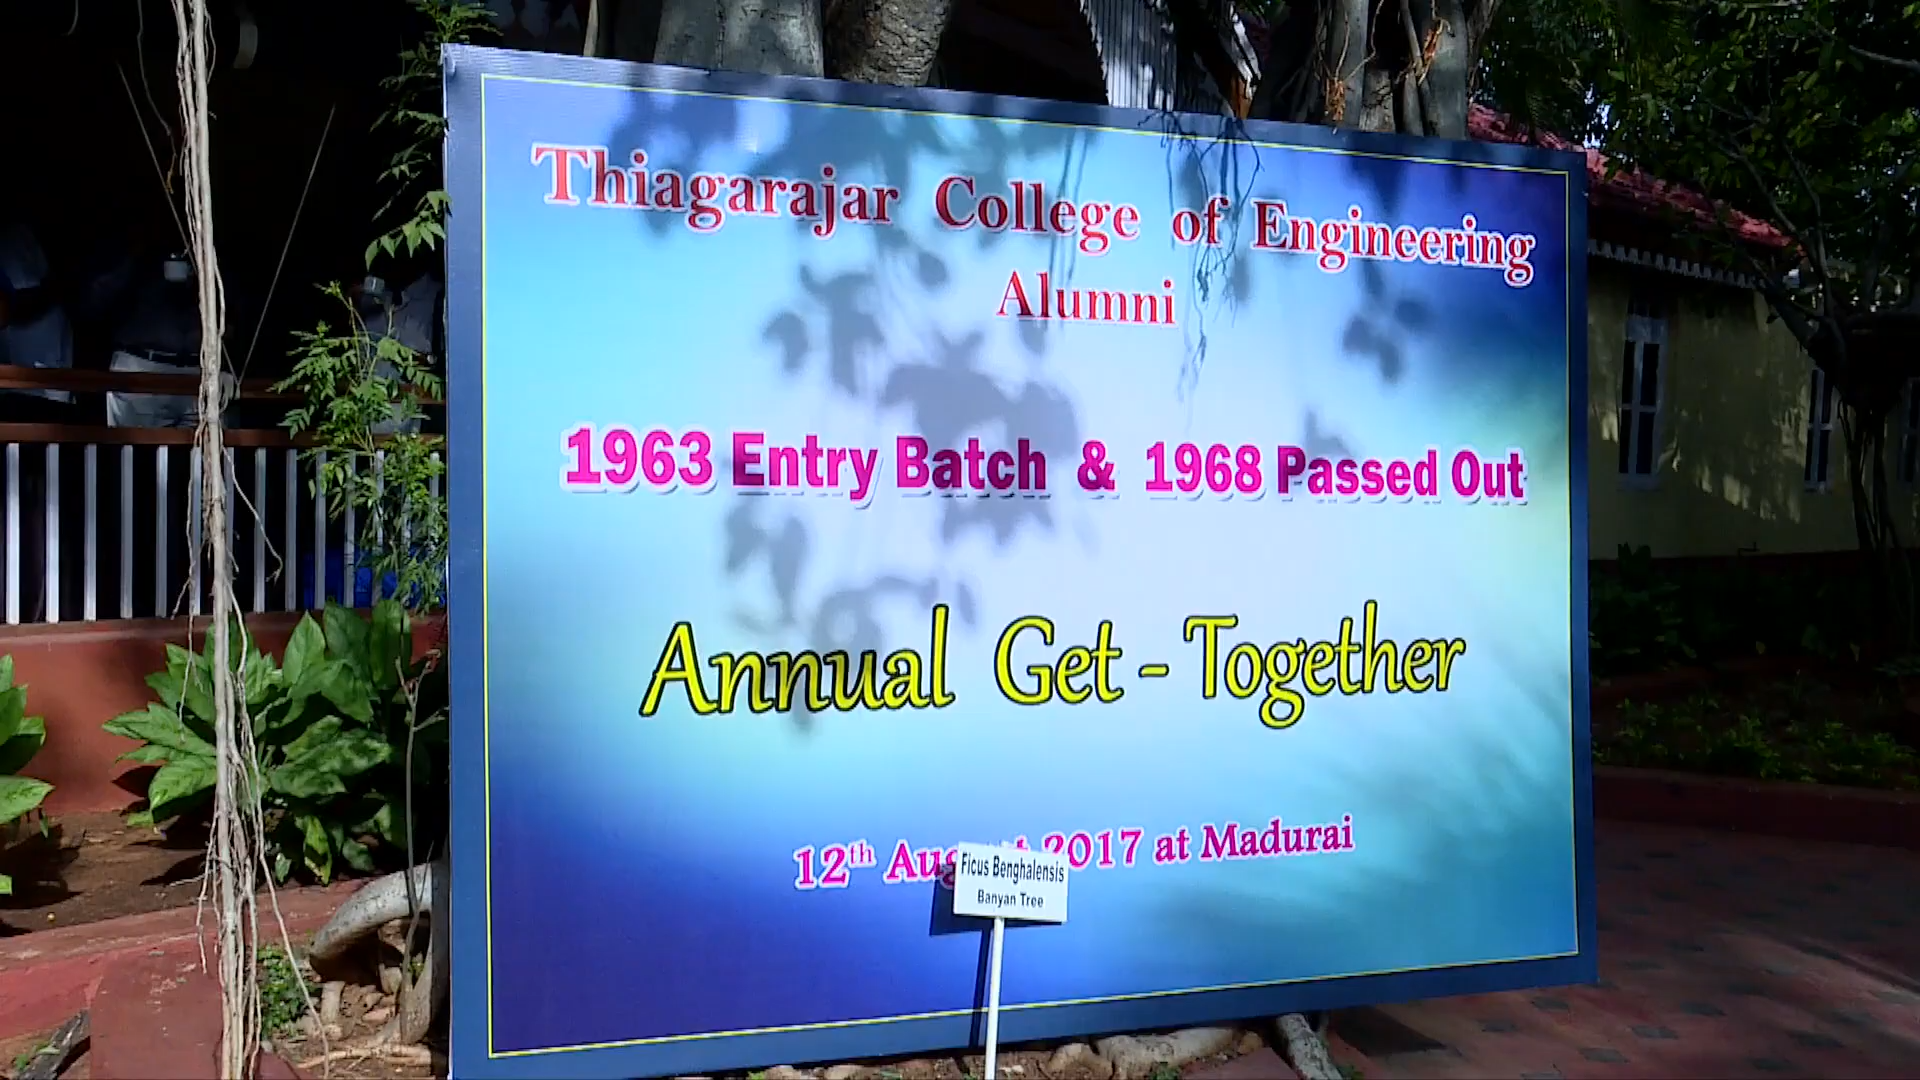 Thiagarajar College of Engineering
Alumni
1963 Entry Batch & 1968 Passed Out
Annual Get - Together
12th August 2017 at Madurai
Ficus Benghalensis
Banyan Tree